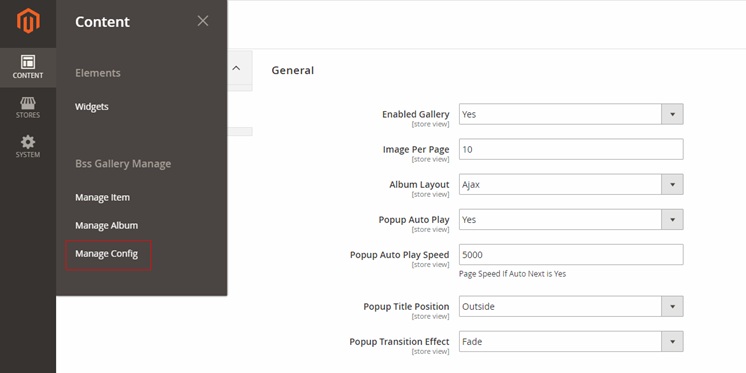 CONTENT
STORES
SYSTEM
Content
Elements
Widgets
Bss Gallery Manage
Manage Item
Manage Album
Manage Config
General
Enabled Gallery
[store view]
Yes
Image Per Page
[store view]
10
Album Layout
[store view]
Ajax
Popup Auto Play
[store view]
Yes
Popup Auto Play Speed
[store view]
5000
Page Speed If Auto Next is Yes
Popup Title Position
[store view]
Outside
Popup Transition Effect
[store view]
Fade